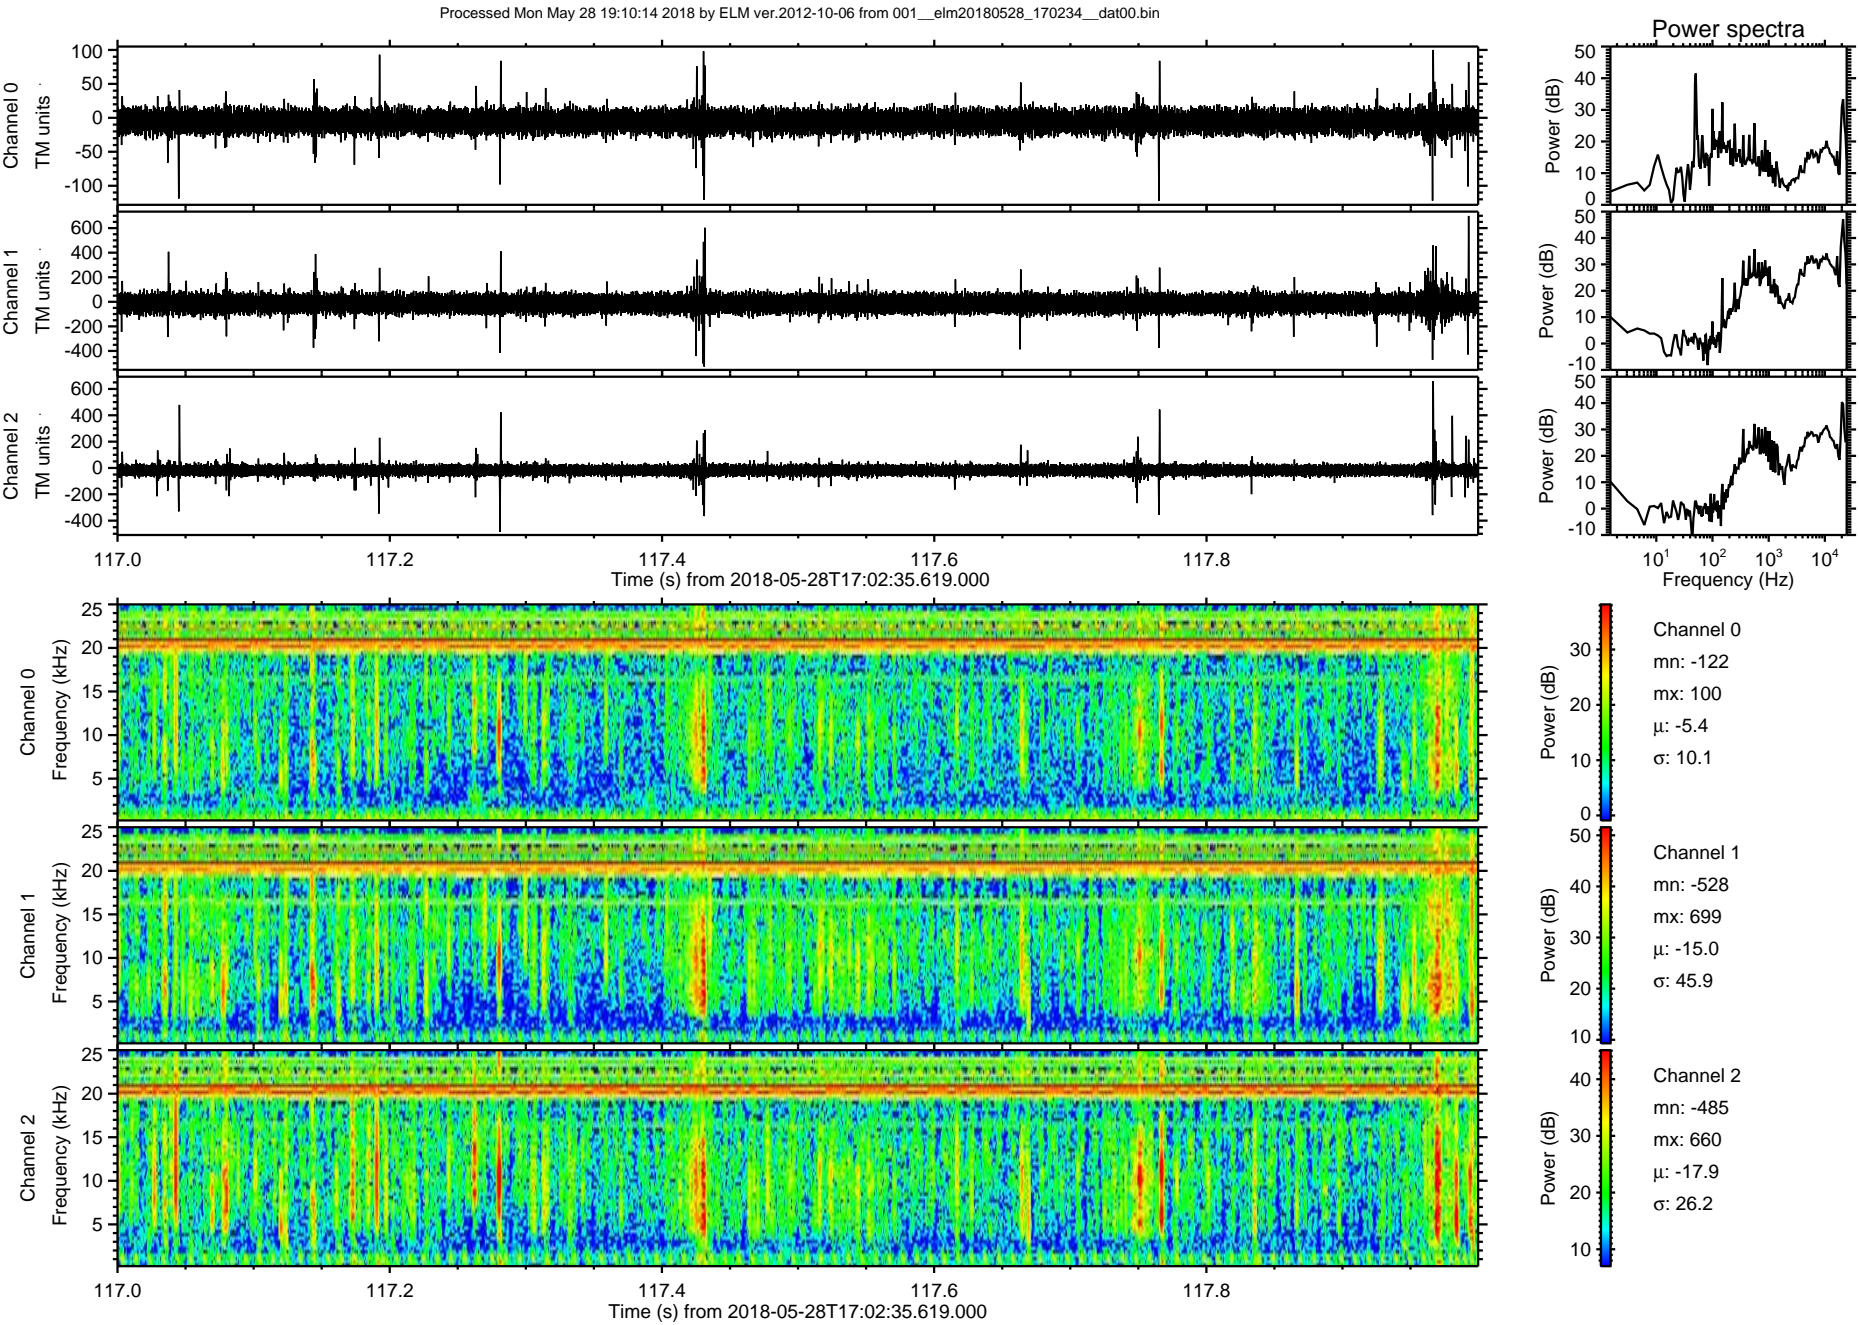 Processed Mon May 28 19:10:14 2018 by ELM ver.2012-10-06 from 001__elm20180528_170234__dat00.bin
Power spectra
Channel 0
TM units
100
50
0
-50
-100
Power (dB)
50
40
30
20
10
0
Channel 1
TM units
600
400
200
0
-200
-400
Power (dB)
50
40
30
20
10
0
-10
Channel 2
TM units
600
400
200
0
-200
-400
Power (dB)
50
40
30
20
10
0
-10
117.0 117.2 117.4 117.6 117.8
Time (s) from 2018-05-28T17:02:35.619.000
10¹ 10² 10³ 10⁴
Frequency (Hz)
Channel 0
Frequency (kHz)
25
20
15
10
5
Power (dB)
30
20
10
0
Channel 0
mn: -122
mx: 100
µ: -5.4
σ: 10.1
Channel 1
Frequency (kHz)
25
20
15
10
5
Power (dB)
50
40
30
20
10
Channel 1
mn: -528
mx: 699
µ: -15.0
σ: 45.9
Channel 2
Frequency (kHz)
25
20
15
10
5
Power (dB)
40
30
20
10
Channel 2
mn: -485
mx: 660
µ: -17.9
σ: 26.2
117.0 117.2 117.4 117.6 117.8
Time (s) from 2018-05-28T17:02:35.619.000